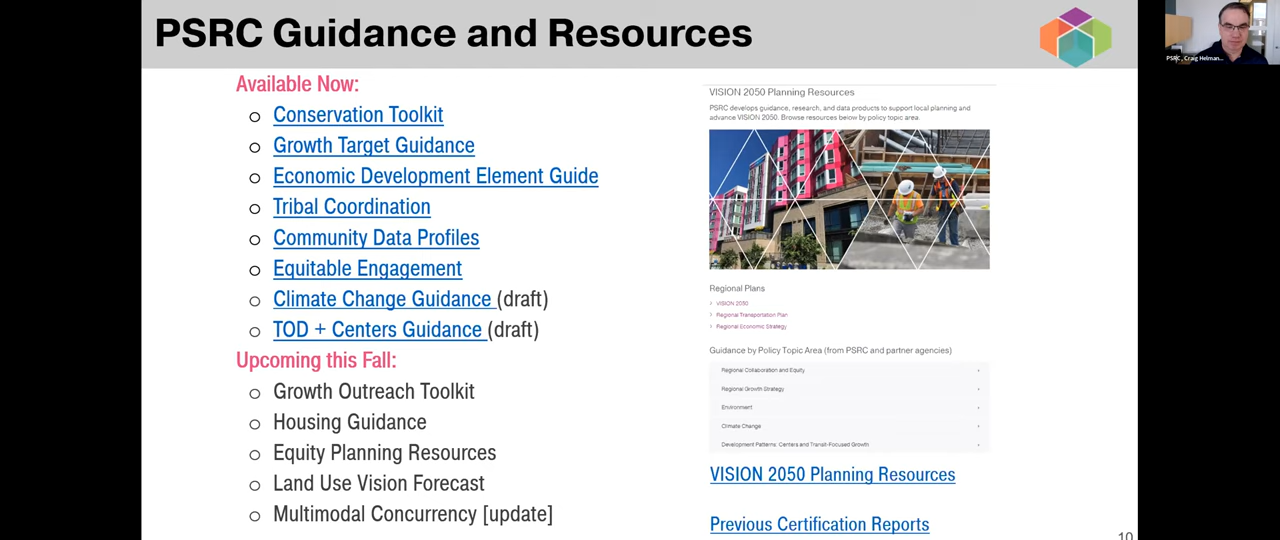 PSRC Guidance and Resources
PSRC, Craig Helman...
Available Now:
o Conservation Toolkit
o Growth Target Guidance
o Economic Development Element Guide
o Tribal Coordination
o Community Data Profiles
o Equitable Engagement
o Climate Change Guidance (draft)
o TOD + Centers Guidance (draft)
Upcoming this Fall:
o Growth Outreach Toolkit
o Housing Guidance
o Equity Planning Resources
o Land Use Vision Forecast
o Multimodal Concurrency [update]
VISION 2050 Planning Resources
PSRC develops guidance, research, and data products to support local planning and
advance VISION 2050. Browse resources below by policy topic area.
Regional Plans
› VISION 2050
› Regional Transportation Plan
› Regional Economic Strategy
Guidance by Policy Topic Area (from PSRC and partner agencies)
Regional Collaboration and Equity
Regional Growth Strategy
Environment
Climate Change
Development Patterns: Centers and Transit-Focused Growth
VISION 2050 Planning Resources
Previous Certification Reports
10